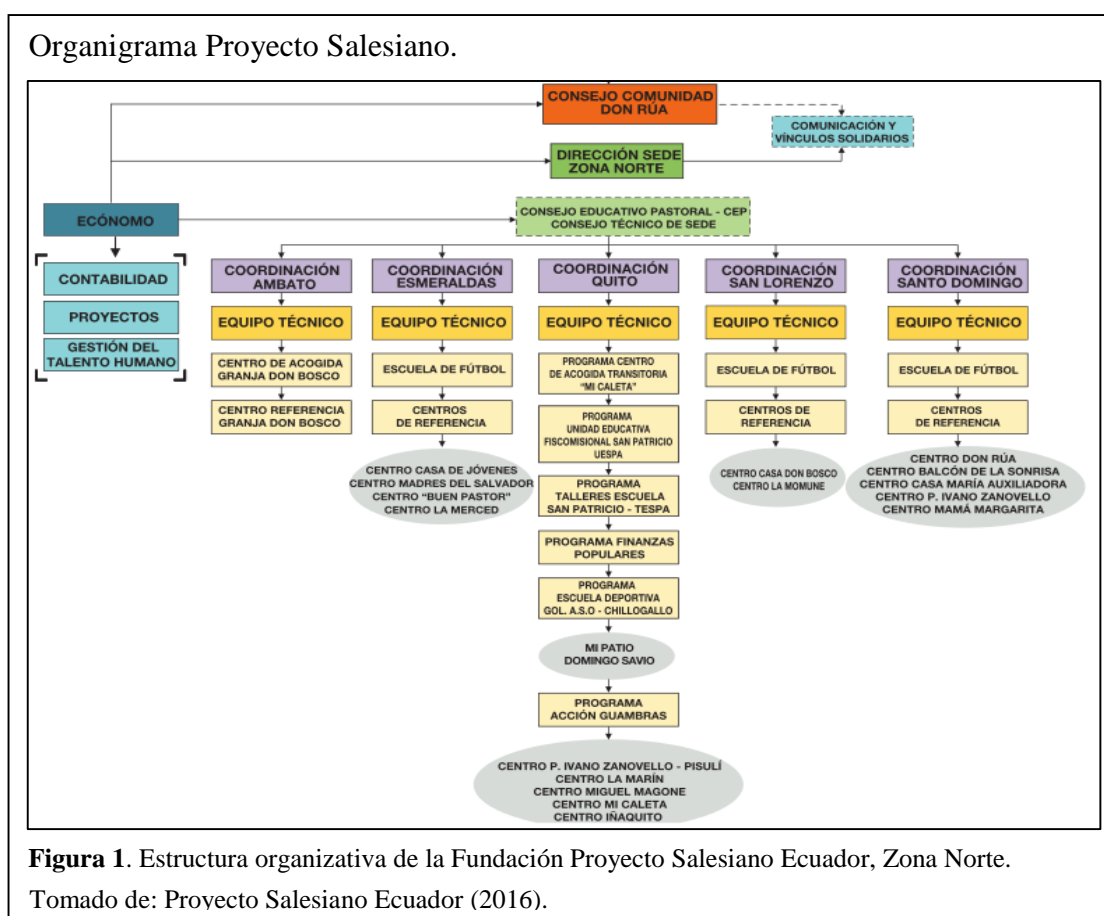 Organigrama Proyecto Salesiano.
CONSEJO COMUNIDAD
DON RÚA
COMUNICACIÓN Y
VÍNCULOS SOLIDARIOS
DIRECCIÓN SEDE
ZONA NORTE
ECÓNOMO
CONSEJO EDUCATIVO PASTORAL - CEP
CONSEJO TÉCNICO DE SEDE
CONTABILIDAD
PROYECTOS
GESTIÓN DEL
TALENTO HUMANO
COORDINACIÓN
AMBATO
EQUIPO TÉCNICO
CENTRO DE ACOGIDA
GRANJA DON BOSCO
CENTRO REFERENCIA
GRANJA DON BOSCO
COORDINACIÓN
ESMERALDAS
EQUIPO TÉCNICO
ESCUELA DE FÚTBOL
CENTROS
DE REFERENCIA
CENTRO CASA DE JÓVENES
CENTRO MADRES DEL SALVADOR
CENTRO "BUEN PASTOR"
CENTRO LA MERCED
COORDINACIÓN
QUITO
EQUIPO TÉCNICO
PROGRAMA CENTRO
DE ACOGIDA TRANSITORIA
"MI CALETA"
PROGRAMA
UNIDAD EDUCATIVA
FISCOMISIONAL SAN PATRICIO
UESPA
PROGRAMA
TALLERES ESCUELA
SAN PATRICIO - TESPA
PROGRAMA FINANZAS
POPULARES
PROGRAMA
ESCUELA DEPORTIVA
GOL. A.S.O - CHILLOGALLO
MI PATIO
DOMINGO SAVIO
PROGRAMA
ACCIÓN GUAMBRAS
CENTRO P. IVANO ZANOVELLO - PISULÍ
CENTRO LA MARÍN
CENTRO MIGUEL MAGONE
CENTRO MI CALETA
CENTRO IÑAQUITO
COORDINACIÓN
SAN LORENZO
EQUIPO TÉCNICO
ESCUELA DE FÚTBOL
CENTROS DE
REFERENCIA
CENTRO CASA DON BOSCO
CENTRO LA MOMUNE
COORDINACIÓN
SANTO DOMINGO
EQUIPO TÉCNICO
ESCUELA DE FÚTBOL
CENTROS
DE REFERENCIA
CENTRO DON RÚA
CENTRO BALCÓN DE LA SONRISA
CENTRO CASA MARÍA AUXILIADORA
CENTRO P. IVANO ZANOVELLO
CENTRO MAMÁ MARGARITA
Figura 1. Estructura organizativa de la Fundación Proyecto Salesiano Ecuador, Zona Norte.
Tomado de: Proyecto Salesiano Ecuador (2016).